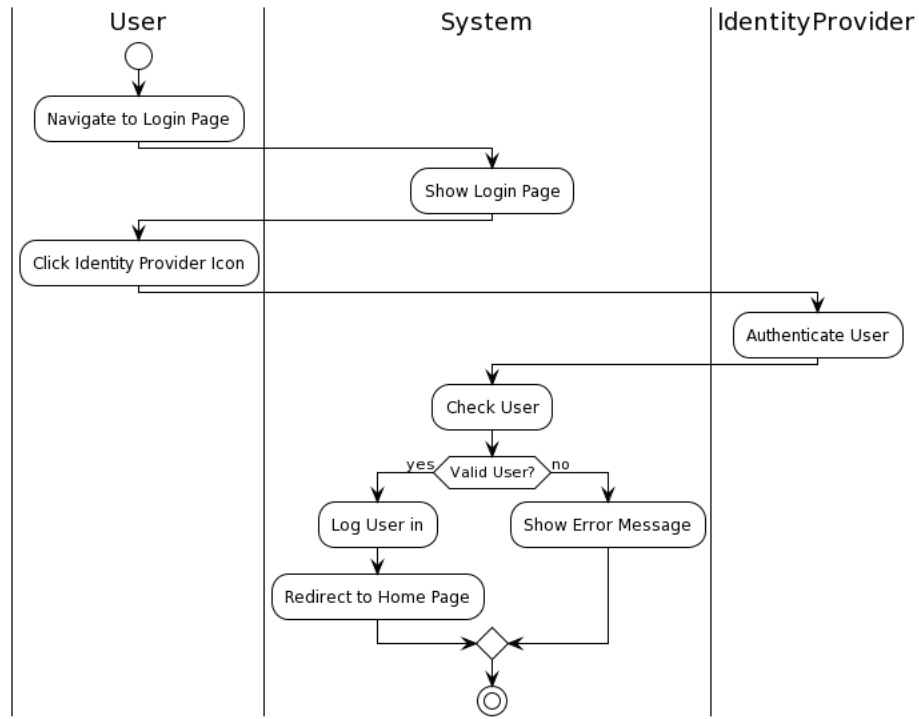 User
System
IdentityProvider
Navigate to Login Page
Show Login Page
Click Identity Provider Icon
Authenticate User
Check User
yes
Valid User?
no
Log User in
Show Error Message
Redirect to Home Page